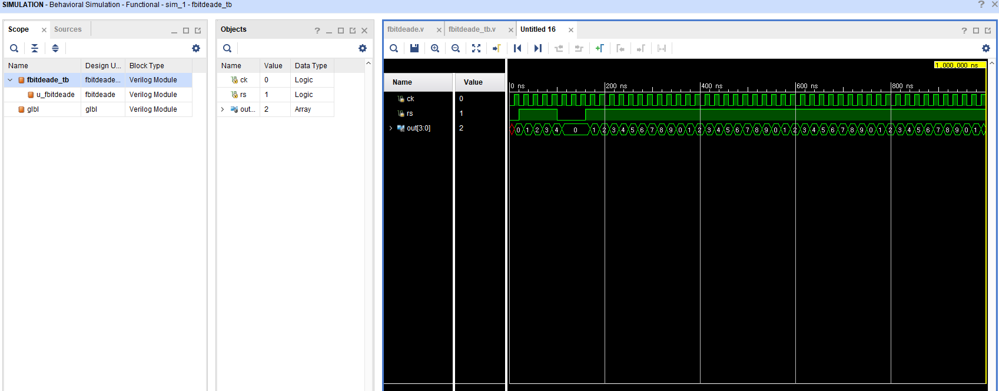 SIMULATION - Behavioral Simulation - Functional - sim_1 - fbitdeade_tb
Scope
Sources
Name Design U... Block Type
fbitdeade_tb fbitdeade... Verilog Module
u_fbitdeade fbitdeade Verilog Module
glbl glbl Verilog Module
Objects
Name Value Data Type
ck 0 Logic
rs 1 Logic
out... 2 Array
fbitdeade.v fbitdeade_tb.v Untitled 16
1,000,000 ns
Name Value
0 ns 200 ns 400 ns 600 ns 800 ns
ck 0
rs 1
out[3:0] 2
0 1 2 3 4 0 1 2 3 4 5 6 7 8 9 0 1 2 3 4 5 6 7 8 9 0 1 2 3 4 5 6 7 8 9 0 1 2 3 4 5 6 7 8 9 0 1